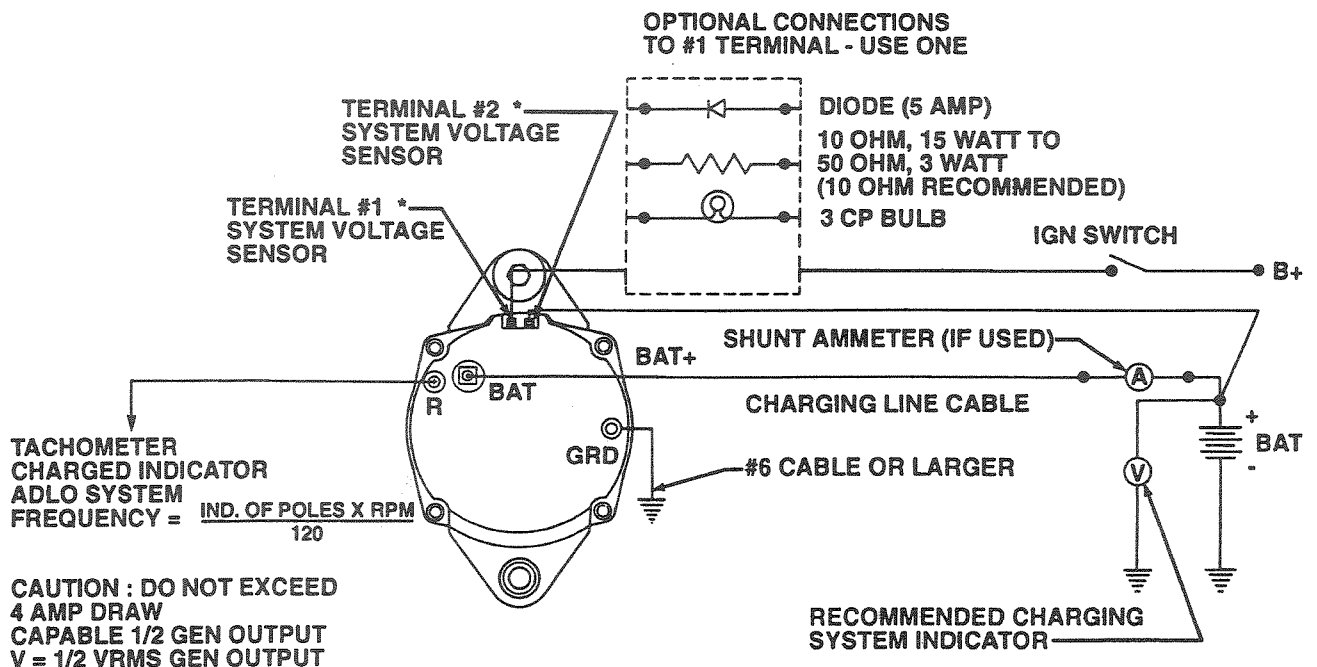 OPTIONAL CONNECTIONS
TO #1 TERMINAL - USE ONE
TERMINAL #2 *
SYSTEM VOLTAGE
SENSOR
DIODE (5 AMP)
10 OHM, 15 WATT TO
50 OHM, 3 WATT
(10 OHM RECOMMENDED)
3 CP BULB
TERMINAL #1 *
SYSTEM VOLTAGE
SENSOR
IGN SWITCH
B+
SHUNT AMMETER (IF USED)
BAT+
A
R
BAT
CHARGING LINE CABLE
+
BAT
-
GRD
#6 CABLE OR LARGER
V
TACHOMETER
CHARGED INDICATOR
ADLO SYSTEM
FREQUENCY = IND. OF POLES X RPM
120
CAUTION : DO NOT EXCEED
4 AMP DRAW
CAPABLE 1/2 GEN OUTPUT
V = 1/2 VRMS GEN OUTPUT
RECOMMENDED CHARGING
SYSTEM INDICATOR